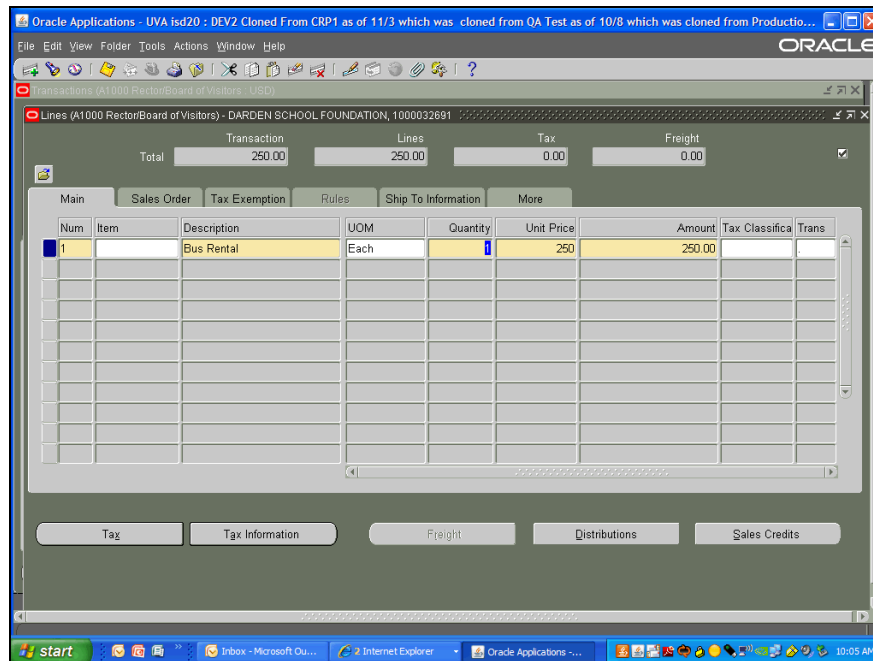 Oracle Applications - UVA isd20 : DEV2 Cloned From CRP1 as of 11/3 which was cloned from QA Test as of 10/8 which was cloned from Productio...
File Edit View Folder Tools Actions Window Help
ORACLE
Transactions (A1000 Rector/Board of Visitors : USD)
Lines (A1000 Rector/Board of Visitors) - DARDEN SCHOOL FOUNDATION, 1000032691
Transaction Lines Tax Freight
Total 250.00 250.00 0.00 0.00
Main Sales Order Tax Exemption Rules Ship To Information More
Num Item Description UOM Quantity Unit Price Amount Tax Classifica Trans
1 Bus Rental Each 1 250 250.00 .
Tax Tax Information Freight Distributions Sales Credits
start Inbox - Microsoft Ou... 2 Internet Explorer Oracle Applications -... 10:05 AM